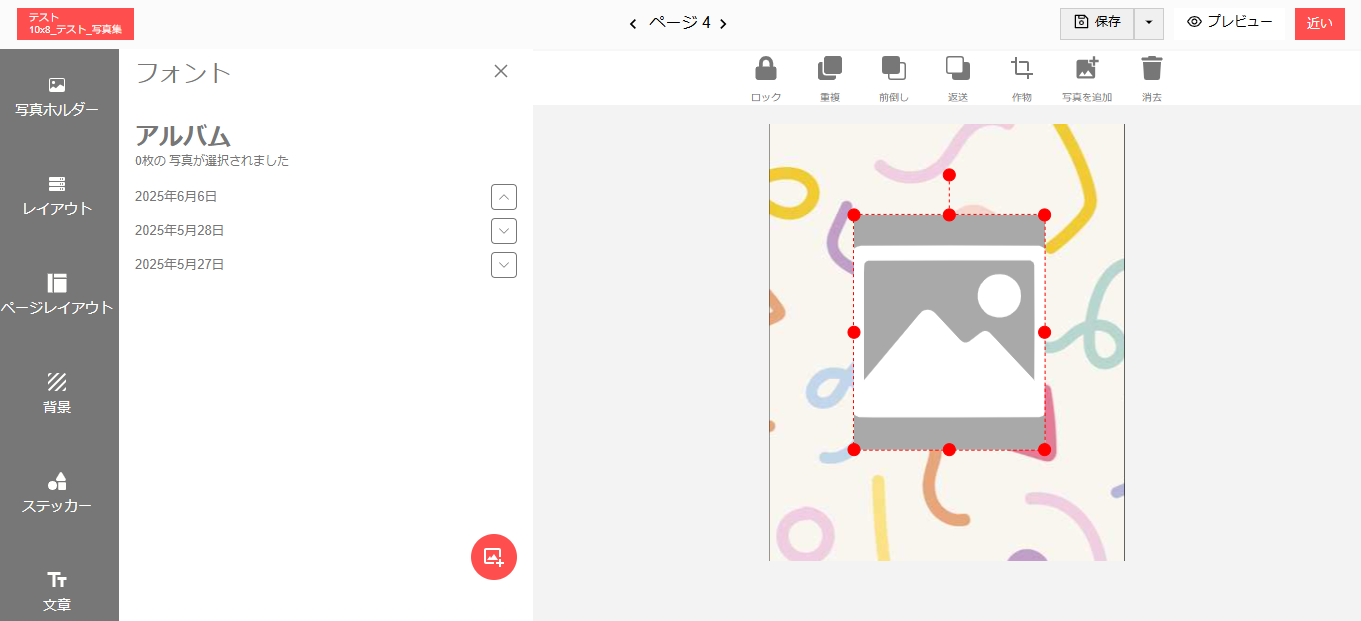 テスト
10x8_テスト_写真集
ページ 4
保存
プレビュー
近い
写真ホルダー
レイアウト
ページレイアウト
背景
ステッカー
文章
フォント
アルバム
0枚の 写真が選択されました
2025年6月6日
2025年5月28日
2025年5月27日
ロック
重複
前倒し
返送
作物
写真を追加
消去